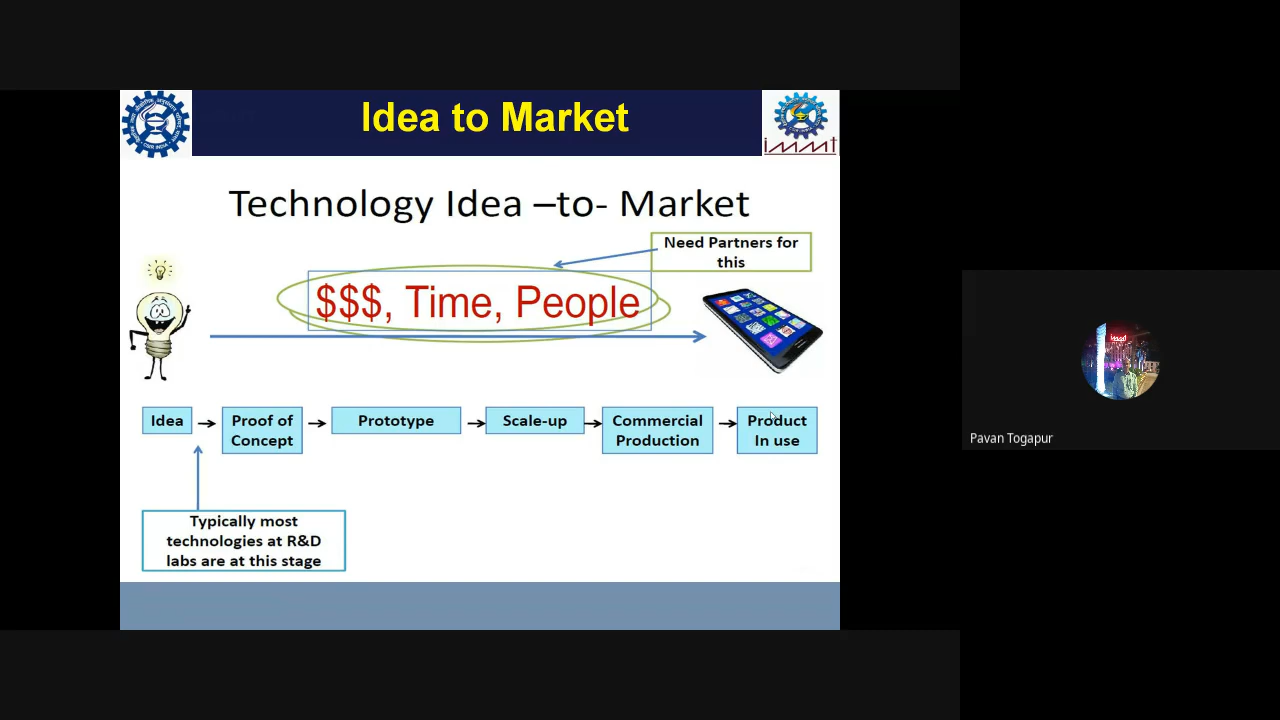 Idea to Market
immt
Technology Idea –to- Market
Need Partners for
this
$$$, Time, People
Idea
Proof of
Concept
Prototype
Scale-up
Commercial
Production
Product
In use
Typically most
technologies at R&D
labs are at this stage
Pavan Togapur